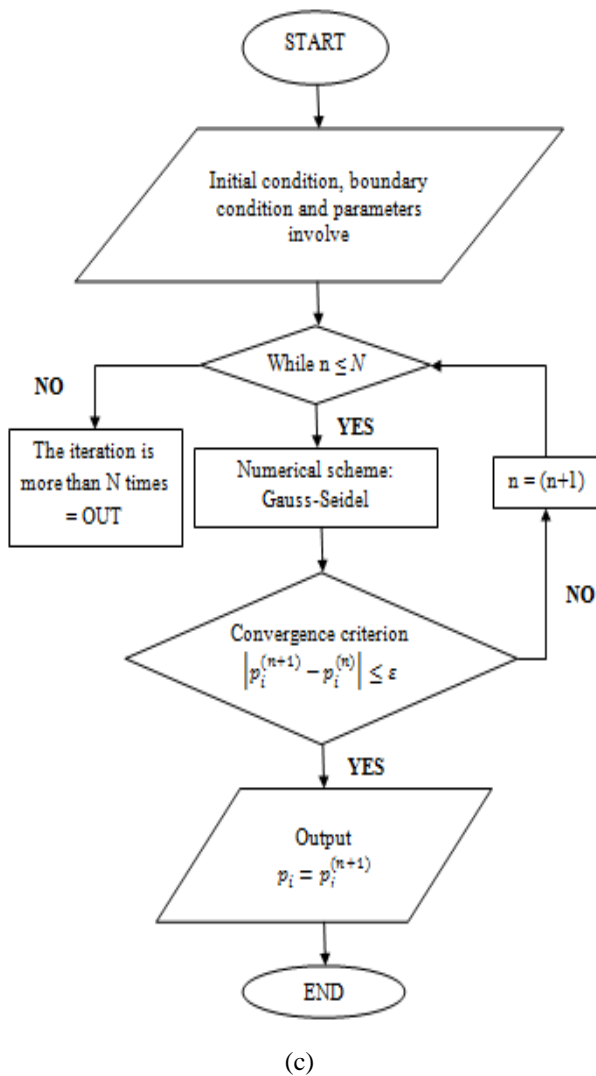 START
Initial condition, boundary
condition and parameters
involve
While n ≤ N
NO
YES
The iteration is
more than N times
= OUT
Numerical scheme:
Gauss-Seidel
n = (n+1)
NO
Convergence criterion
|p_i^{(n+1)} − p_i^{(n)}| ≤ ε
YES
Output
p_i = p_i^{(n+1)}
END
(c)